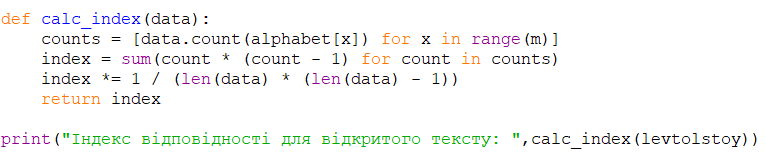 def calc_index(data):
    counts = [data.count(alphabet[x]) for x in range(m)]
    index = sum(count * (count - 1) for count in counts)
    index *= 1 / (len(data) * (len(data) - 1))
    return index

print("Індекс відповідності для відкритого тексту: ",calc_index(levtolstoy))